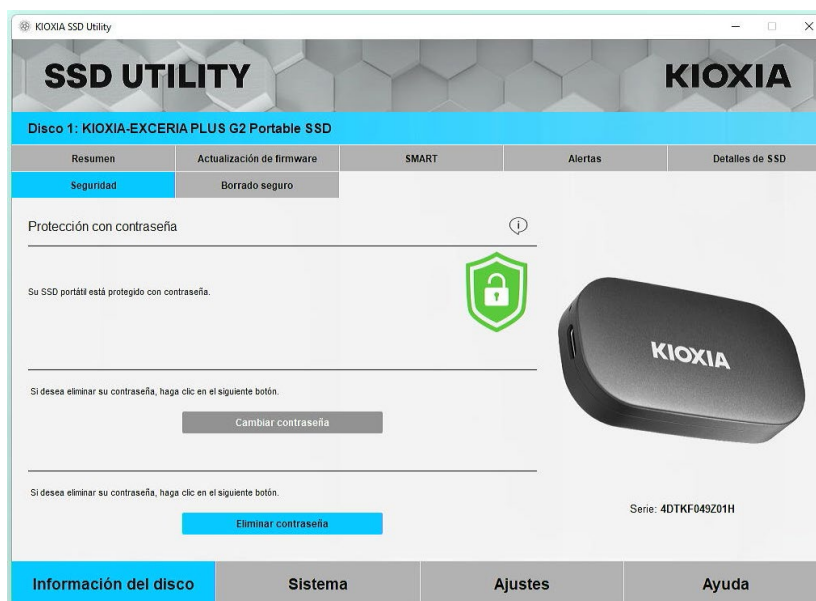 KIOXIA SSD Utility
SSD UTILITY
KIOXIA
Disco 1: KIOXIA-EXCERIA PLUS G2 Portable SSD
Resumen
Actualización de firmware
SMART
Alertas
Detalles de SSD
Seguridad
Borrado seguro
Protección con contraseña
Su SSD portátil está protegido con contraseña.
KIOXIA
Si desea eliminar su contraseña, haga clic en el siguiente botón.
Cambiar contraseña
Si desea eliminar su contraseña, haga clic en el siguiente botón.
Eliminar contraseña
Serie: 4DTKF049Z01H
Información del disco
Sistema
Ajustes
Ayuda